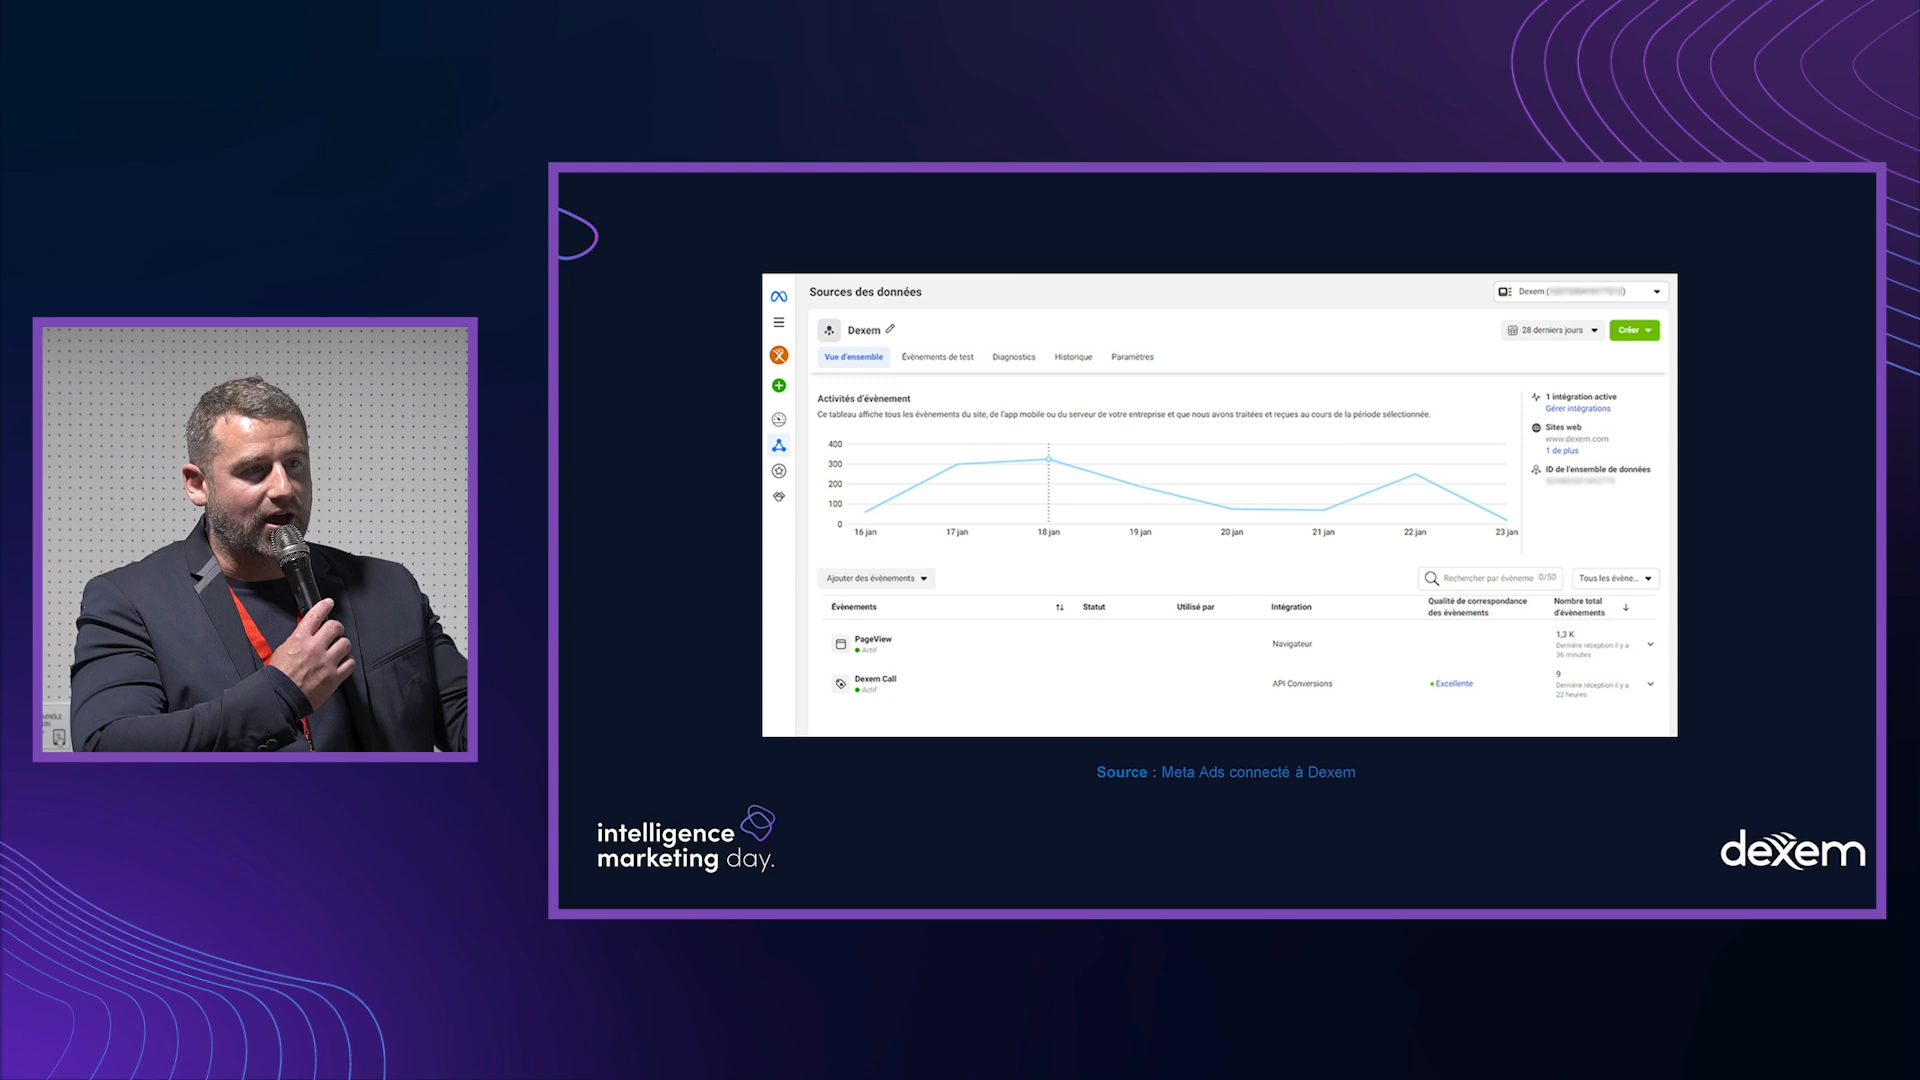 Sources des données
Dexem (
)
Dexem
28 derniers jours
Créer
Vue d'ensemble
Évènements de test
Diagnostics
Historique
Paramètres
Activités d'évènement
Ce tableau affiche tous les évènements du site, de l'app mobile ou du serveur de votre entreprise et que nous avons traitées et reçues au cours de la période sélectionnée.
1 intégration active
Gérer intégrations
Sites web
www.dexem.com
1 de plus
ID de l'ensemble de données
400
300
200
100
0
16 jan
17 jan
18 jan
19 jan
20 jan
21 jan
22 jan
23 jan
Ajouter des évènements
Rechercher par évèneme 0/50
Tous les évène...
Évènements
Statut
Utilisé par
Intégration
Qualité de correspondance
des évènements
Nombre total
d'évènements
PageView
Actif
Navigateur
1,3 K
Dernière réception il y a
36 minutes
Dexem Call
Actif
API Conversions
Excellente
9
Dernière réception il y a
22 heures
Source : Meta Ads connecté à Dexem
intelligence
marketing day.
dexem